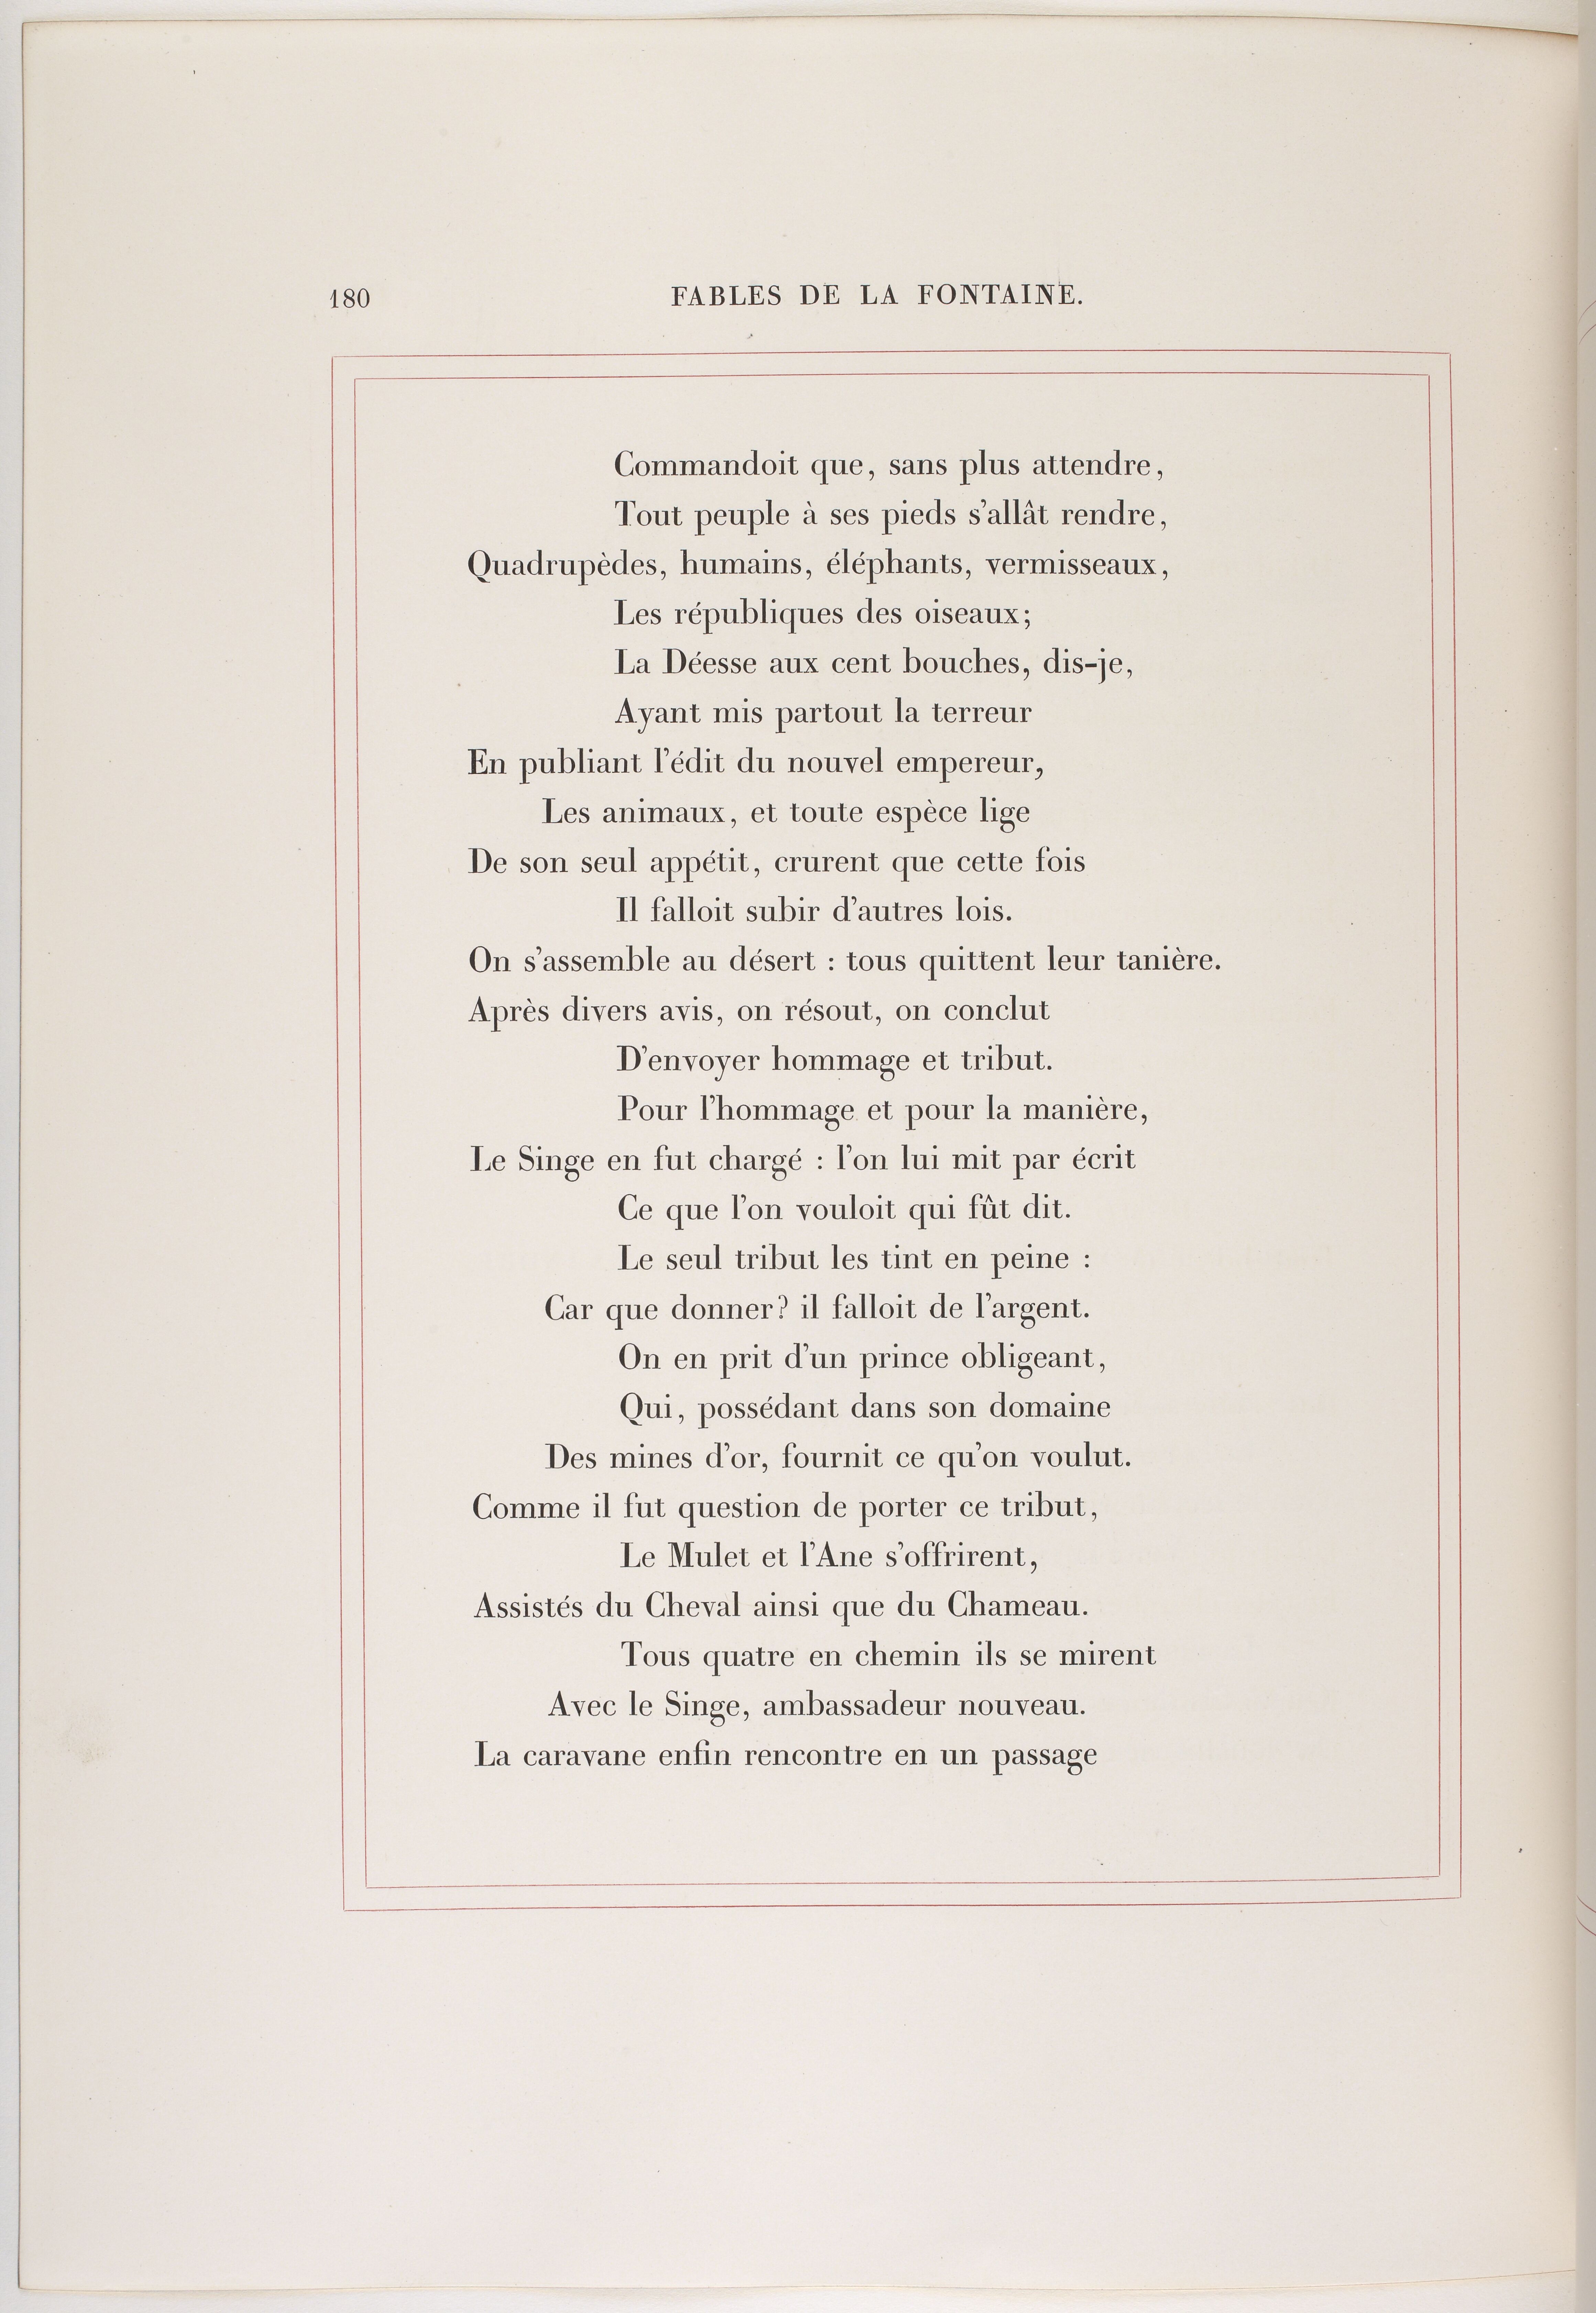 180
FABLES DE LA FONTAINE.
Commandoit que, sans plus attendre,
Tout peuple à ses pieds s'allât rendre,
Quadrupèdes, humains, éléphants, vermisseaux,
Les républiques des oiseaux;
La Déesse aux cent bouches, dis-je,
Ayant mis partout la terreur
En publiant l'édit du nouvel empereur,
Les animaux, et toute espèce lige
De son seul appétit, crurent que cette fois
Il falloit subir d'autres lois.
On s'assemble au désert : tous quittent leur tanière.
Après divers avis, on résout, on conclut
D'envoyer hommage et tribut.
Pour l'hommage et pour la manière,
Le Singe en fut chargé : l'on lui mit par écrit
Ce que l'on vouloit qui fût dit.
Le seul tribut les tint en peine :
Car que donner? il falloit de l'argent.
On en prit d'un prince obligeant,
Qui, possédant dans son domaine
Des mines d'or, fournit ce qu'on voulut.
Comme il fut question de porter ce tribut,
Le Mulet et l'Ane s'offrirent,
Assistés du Cheval ainsi que du Chameau.
Tous quatre en chemin ils se mirent
Avec le Singe, ambassadeur nouveau.
La caravane enfin rencontre en un passage